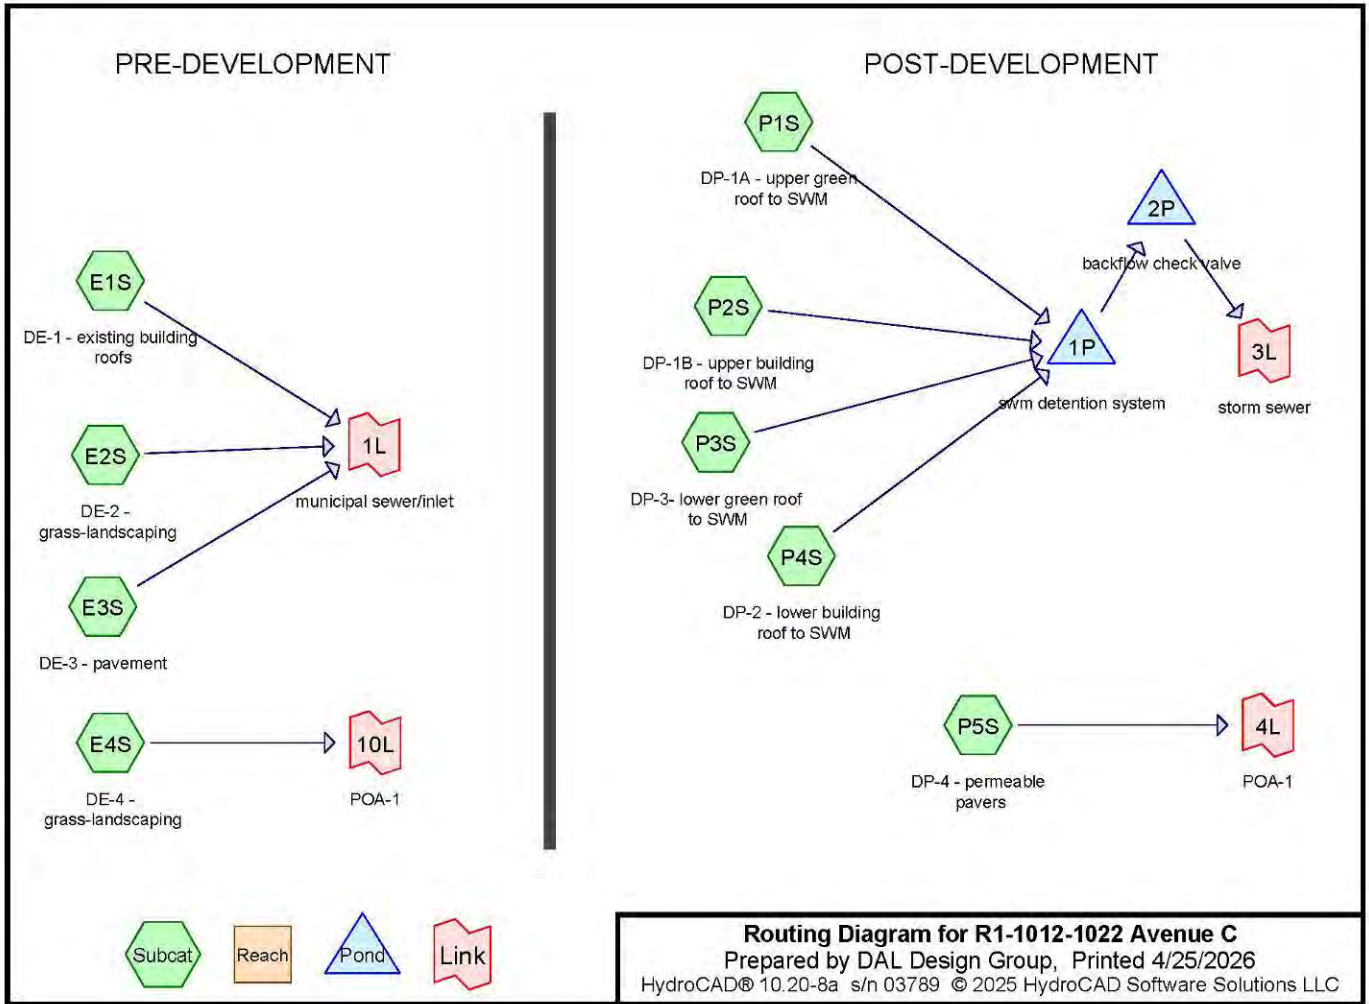 PRE-DEVELOPMENT
E1S
DE-1 - existing building
roofs
E2S
DE-2 -
grass-landscaping
E3S
DE-3 - pavement
1L
municipal sewer/inlet
E4S
DE-4 -
grass-landscaping
10L
POA-1
POST-DEVELOPMENT
P1S
DP-1A - upper green
roof to SWM
P2S
DP-1B - upper building
roof to SWM
P3S
DP-3- lower green roof
to SWM
P4S
DP-2 - lower building
roof to SWM
2P
backflow check valve
1P
swm detention system
3L
storm sewer
P5S
DP-4 - permeable
pavers
4L
POA-1
Subcat
Reach
Pond
Link
Routing Diagram for R1-1012-1022 Avenue C
Prepared by DAL Design Group, Printed 4/25/2026
HydroCAD® 10.20-8a s/n 03789 © 2025 HydroCAD Software Solutions LLC